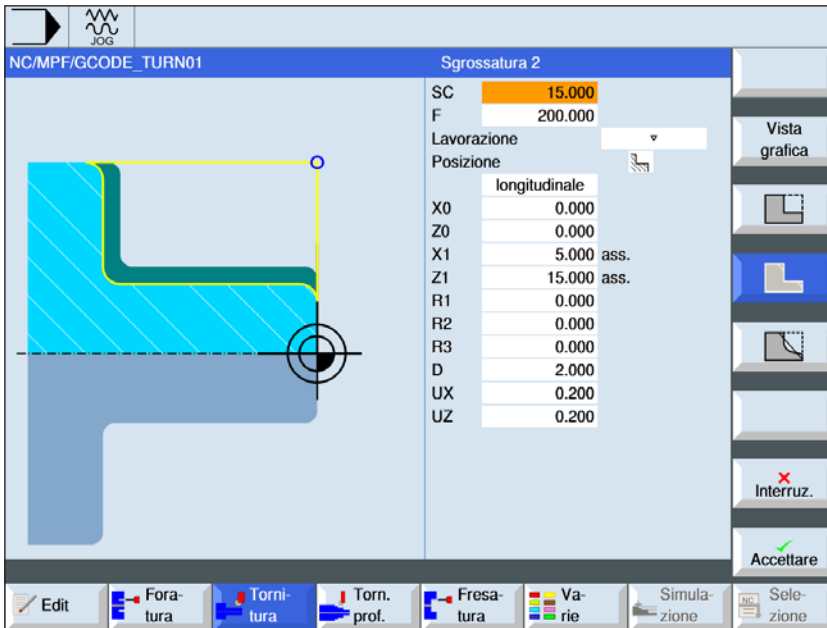 JOG
NC/MPF/GCODE_TURN01
Sgrossatura 2
SC 15.000
F 200.000
Lavorazione ▿
Posizione
longitudinale
X0 0.000
Z0 0.000
X1 5.000 ass.
Z1 15.000 ass.
R1 0.000
R2 0.000
R3 0.000
D 2.000
UX 0.200
UZ 0.200
Vista
grafica
Interruz.
Accettare
Edit
Fora-
tura
Torni-
tura
Torn.
prof.
Fresa-
tura
Va-
rie
Simula-
zione
NC
Sele-
zione